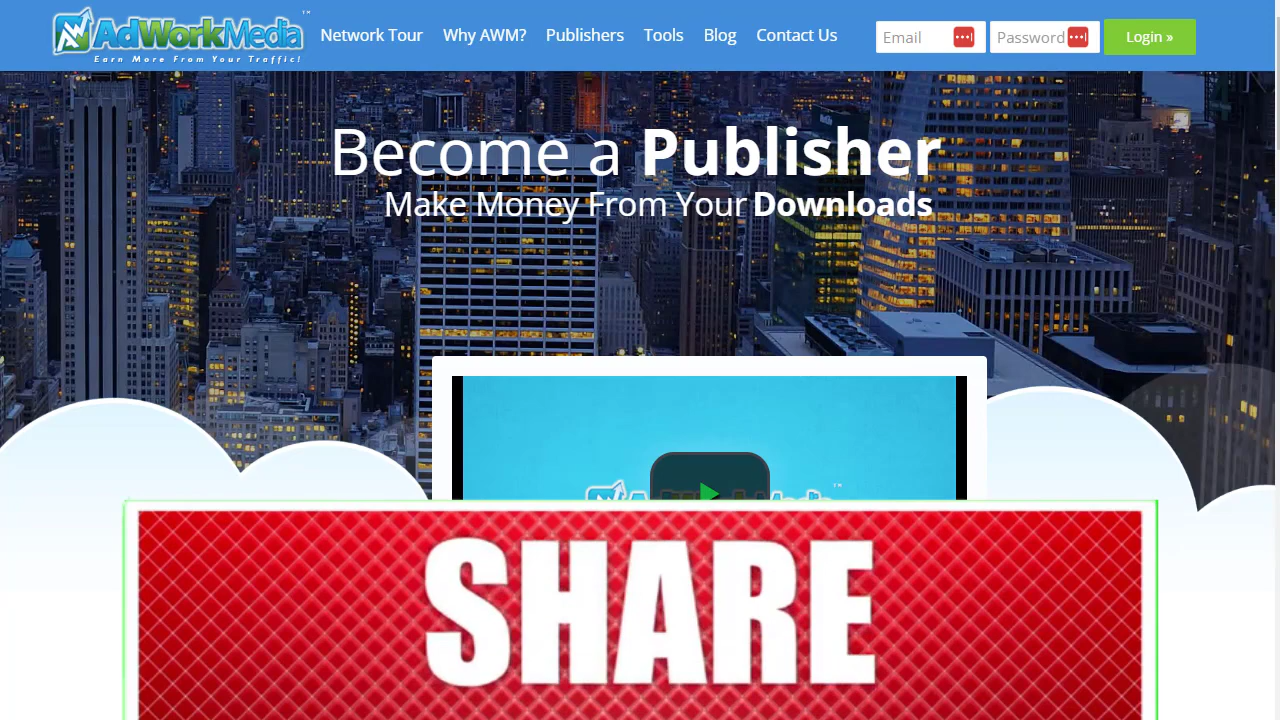 AdWorkMedia™
Earn More From Your Traffic!
Network Tour
Why AWM?
Publishers
Tools
Blog
Contact Us
Email
Password
Login »
Become a Publisher
Make Money From Your Downloads
SHARE